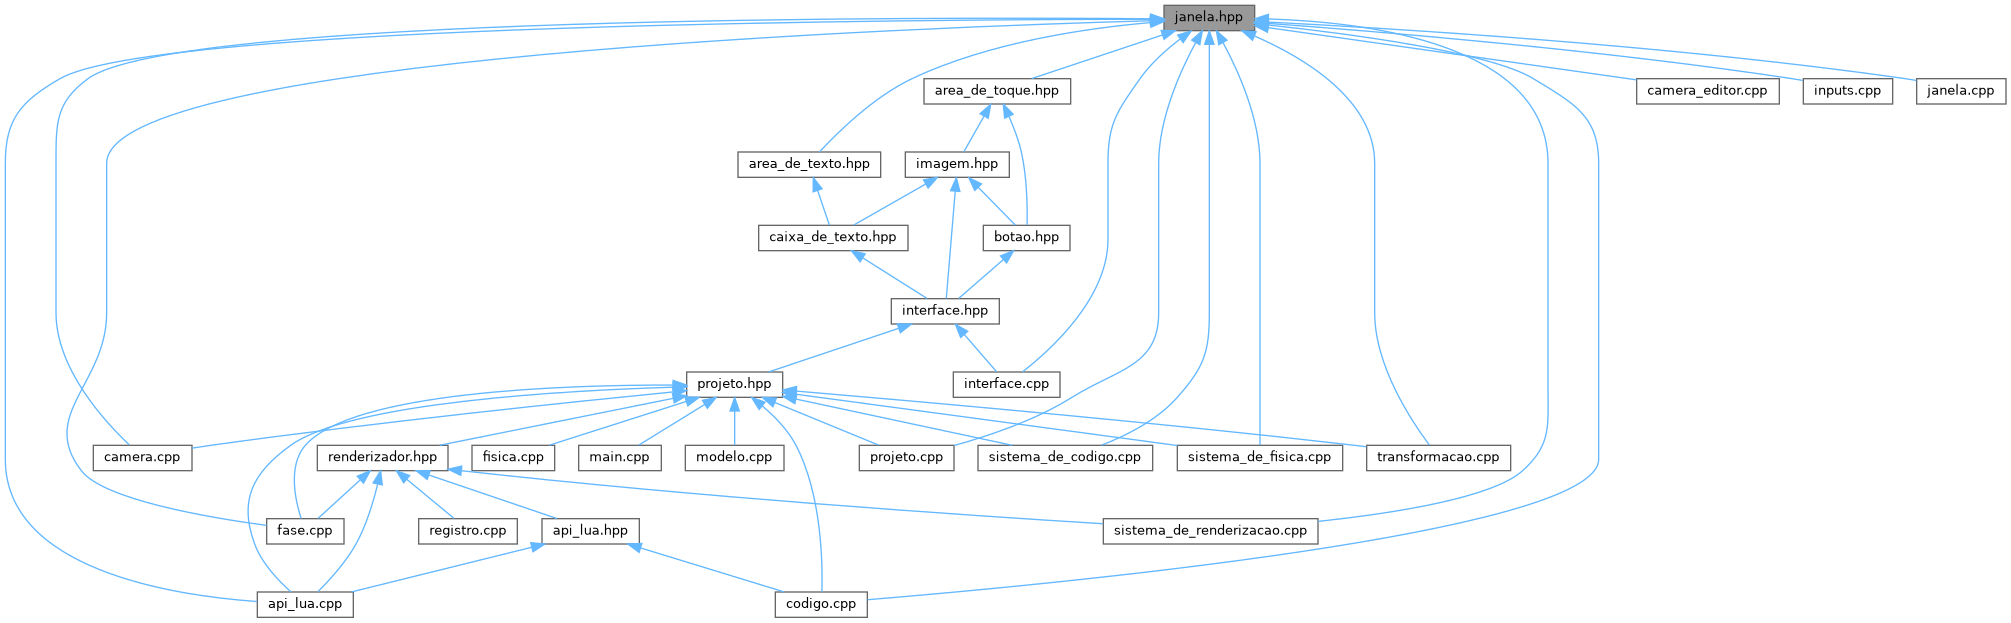 janela.hpp
area_de_toque.hpp
camera_editor.cpp
inputs.cpp
janela.cpp
area_de_texto.hpp
imagem.hpp
caixa_de_texto.hpp
botao.hpp
interface.hpp
projeto.hpp
interface.cpp
camera.cpp
renderizador.hpp
fisica.cpp
main.cpp
modelo.cpp
projeto.cpp
sistema_de_codigo.cpp
sistema_de_fisica.cpp
transformacao.cpp
fase.cpp
registro.cpp
api_lua.hpp
sistema_de_renderizacao.cpp
api_lua.cpp
codigo.cpp